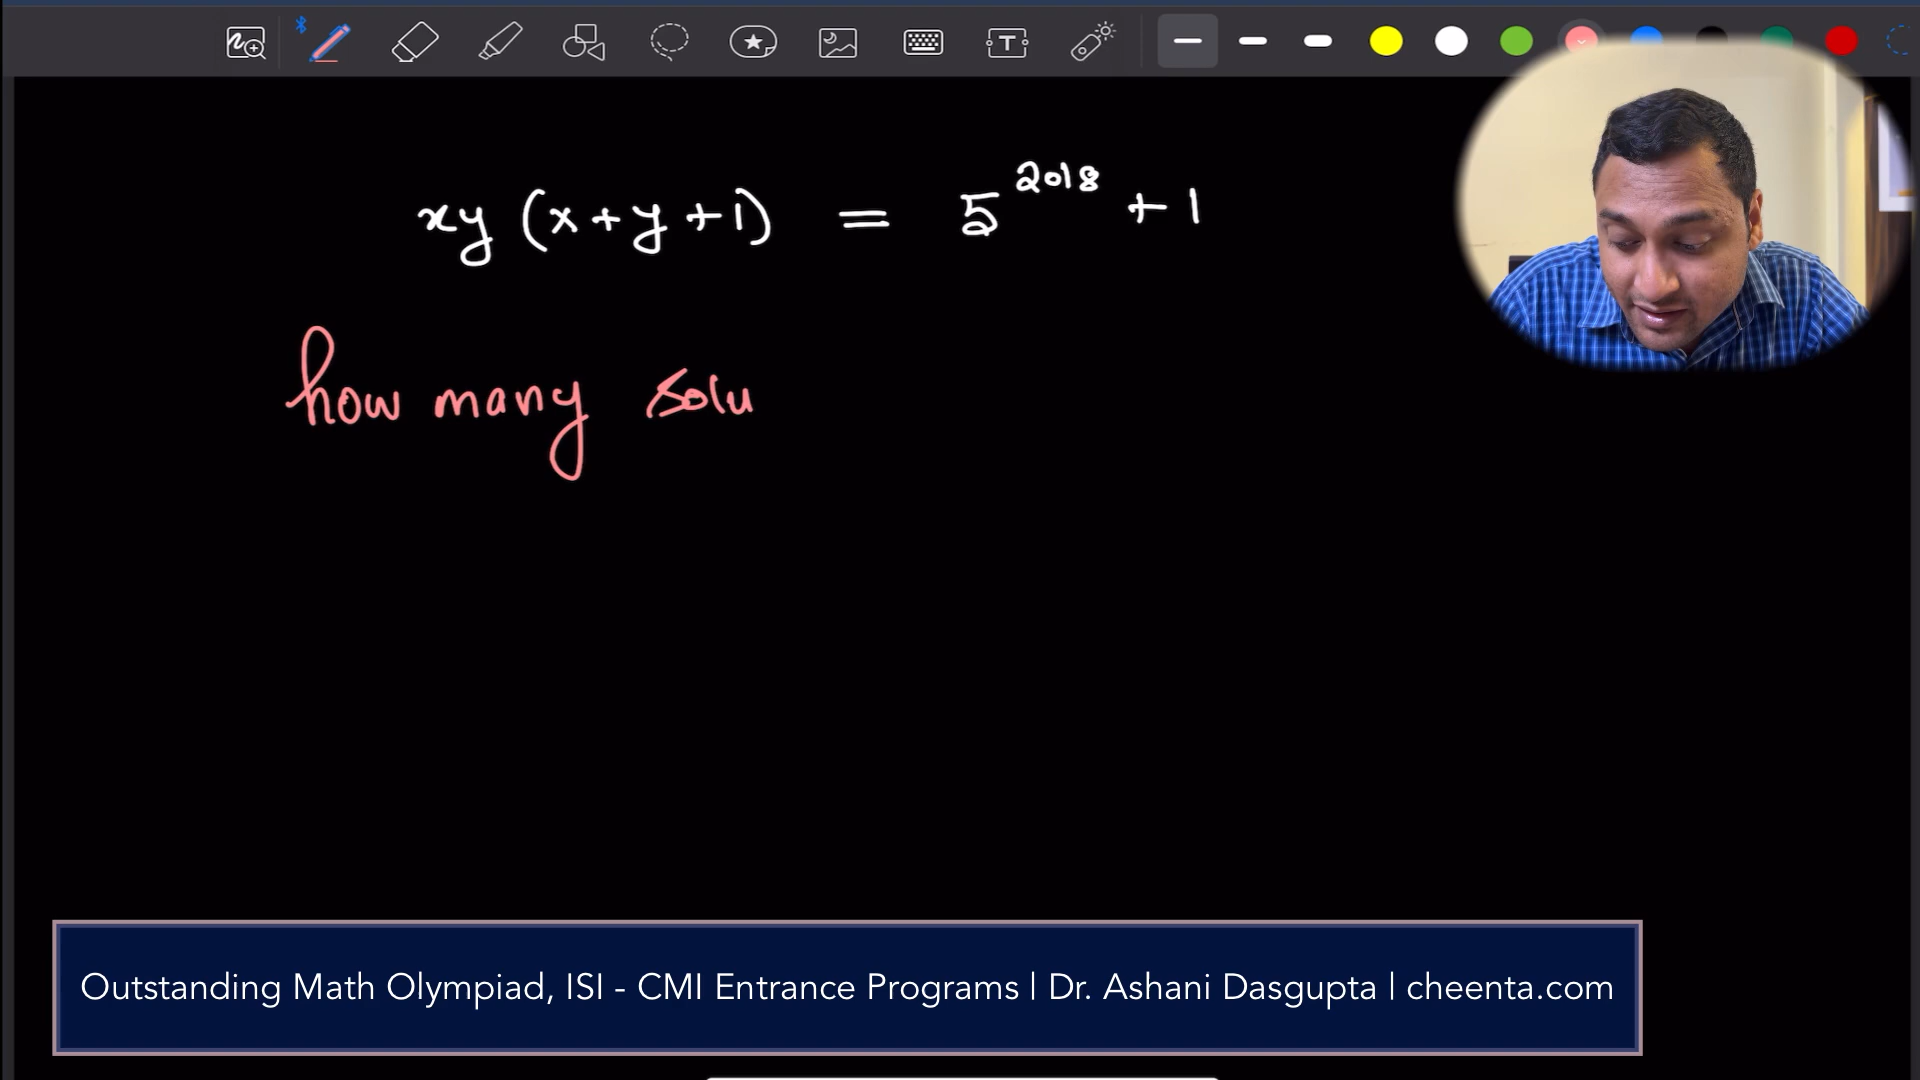 xy (x+y+1) = 5^2018 + 1
how many solu
Outstanding Math Olympiad, ISI - CMI Entrance Programs | Dr. Ashani Dasgupta | cheenta.com